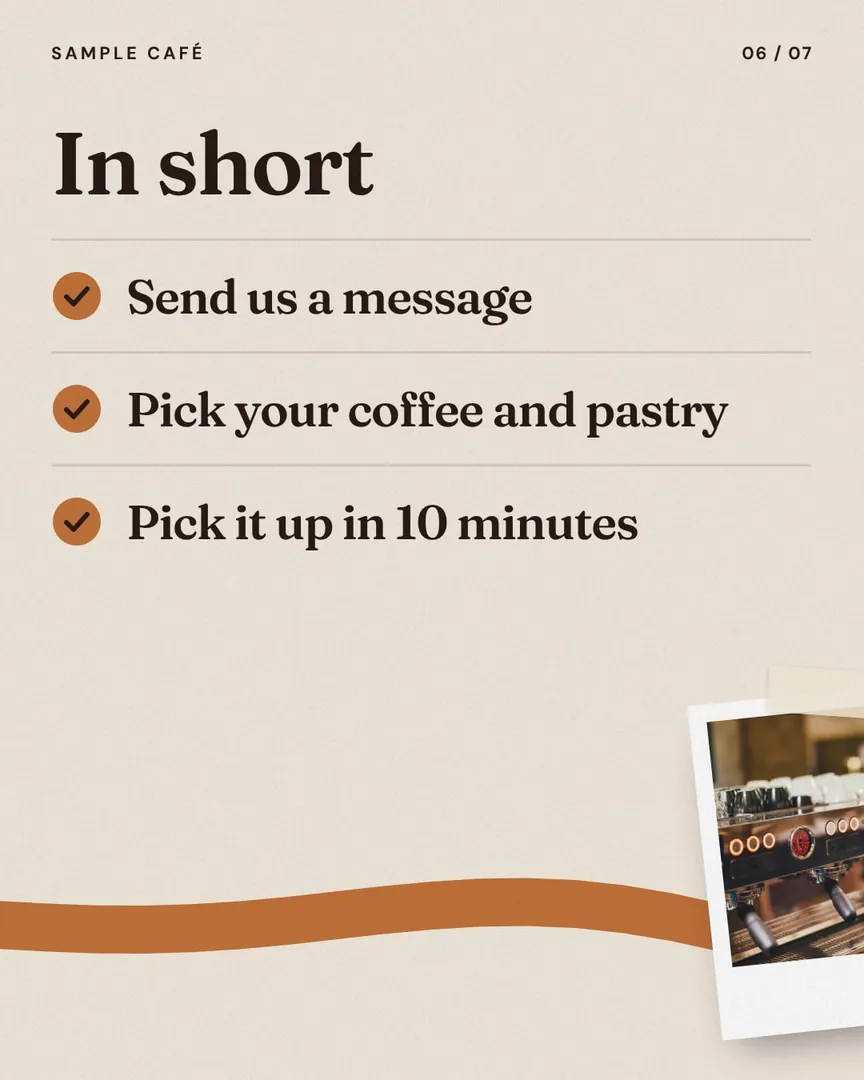 SAMPLE CAFÉ
06 / 07
In short
Send us a message
Pick your coffee and pastry
Pick it up in 10 minutes